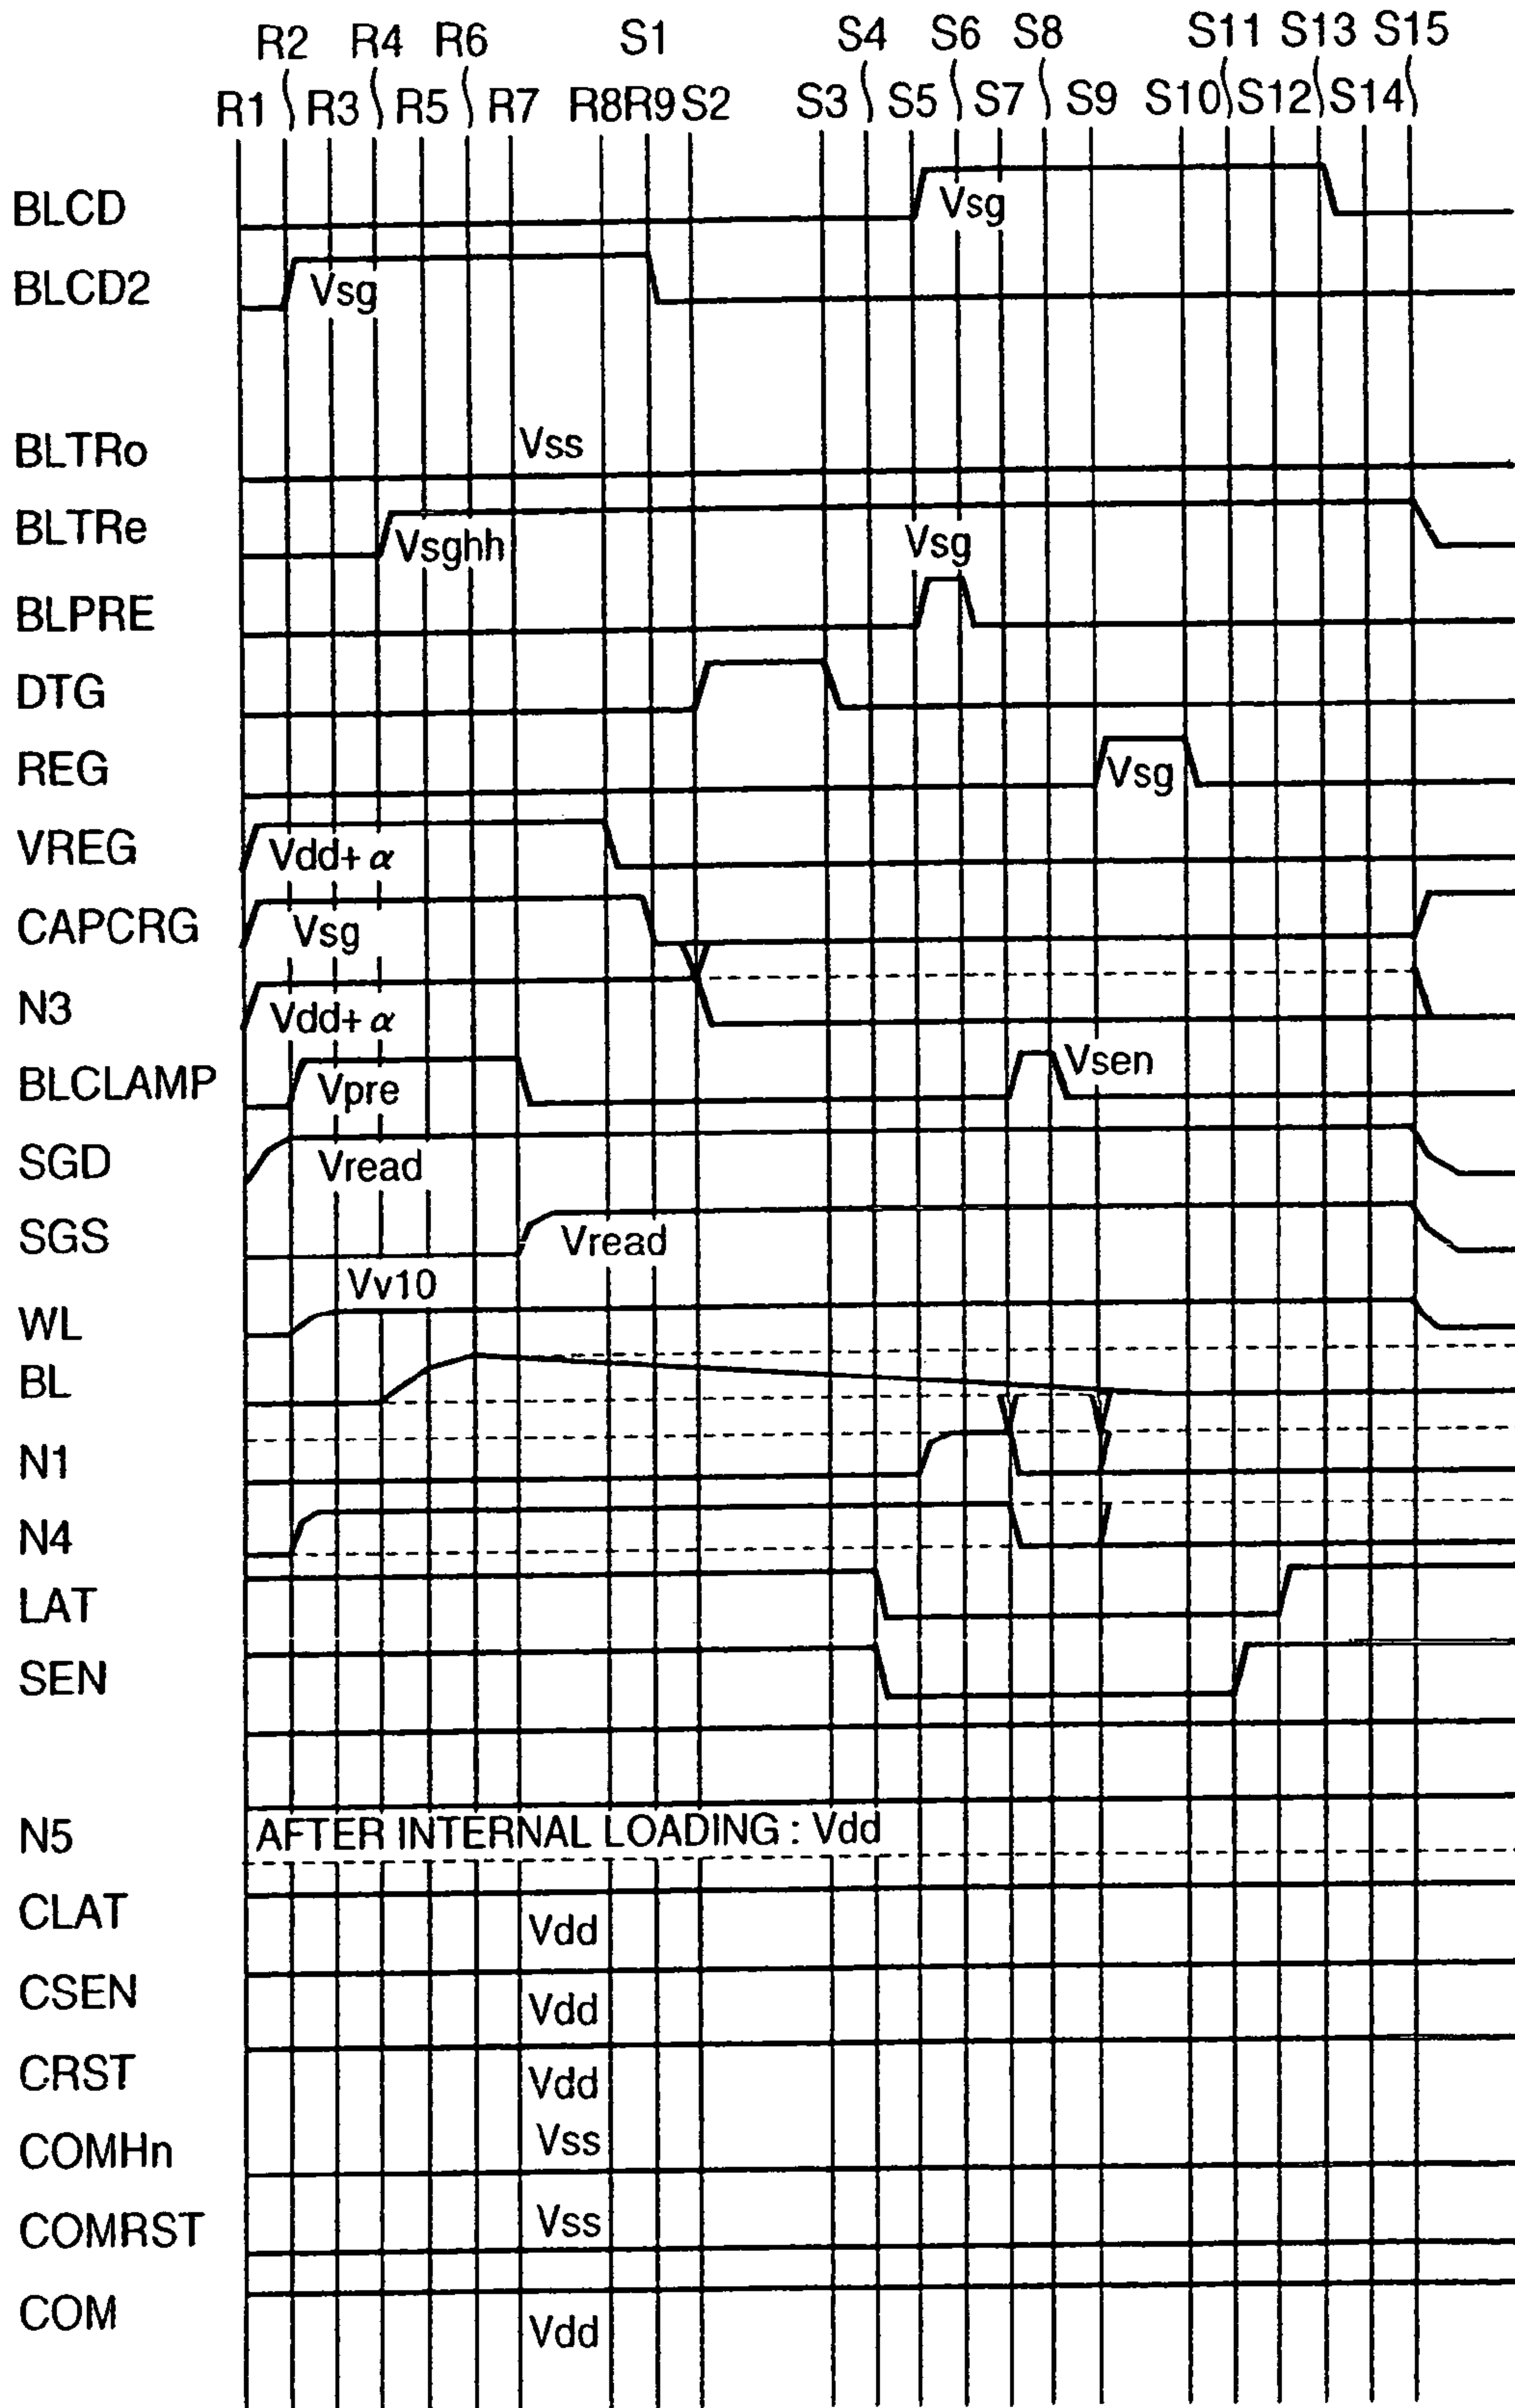 R2 R4 R6 S1 S4 S6 S8 S11 S13 S15
R1 R3 R5 R7 R8R9 S2 S3 S5 S7 S9 S10 S12 S14
BLCD Vsg
BLCD2 Vsg
BLTRo Vss
BLTRe Vsghh Vsg
BLPRE
DTG
REG Vsg
VREG Vdd+α
CAPCRG Vsg
N3 Vdd+α
BLCLAMP Vpre Vsen
SGD Vread
SGS Vread
Vv10
WL
BL
N1
N4
LAT
SEN
N5 AFTER INTERNAL LOADING : Vdd
CLAT Vdd
CSEN Vdd
CRST Vdd
COMHn Vss
COMRST Vss
COM Vdd